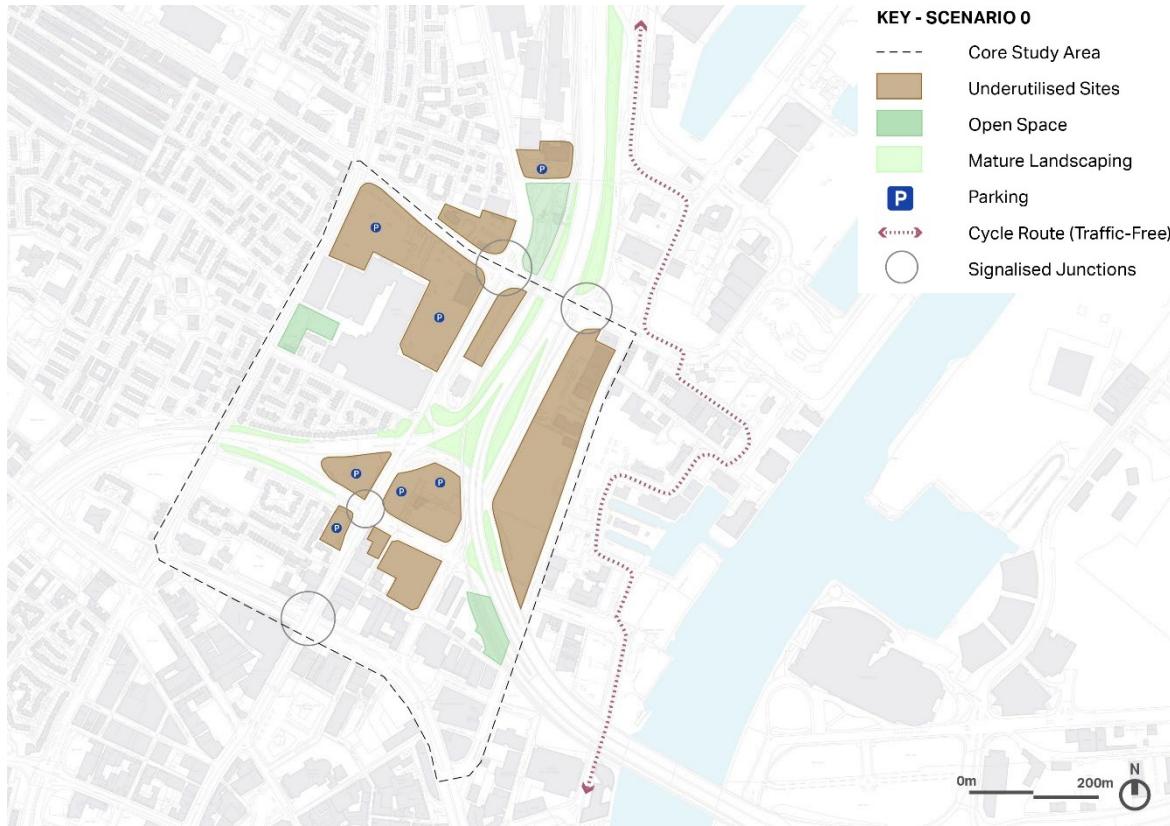 KEY - SCENARIO 0
Core Study Area
Underutilised Sites
Open Space
Mature Landscaping
P Parking
Cycle Route (Traffic-Free)
Signalised Junctions
P
P
P
P
P
P
P
0m 200m N